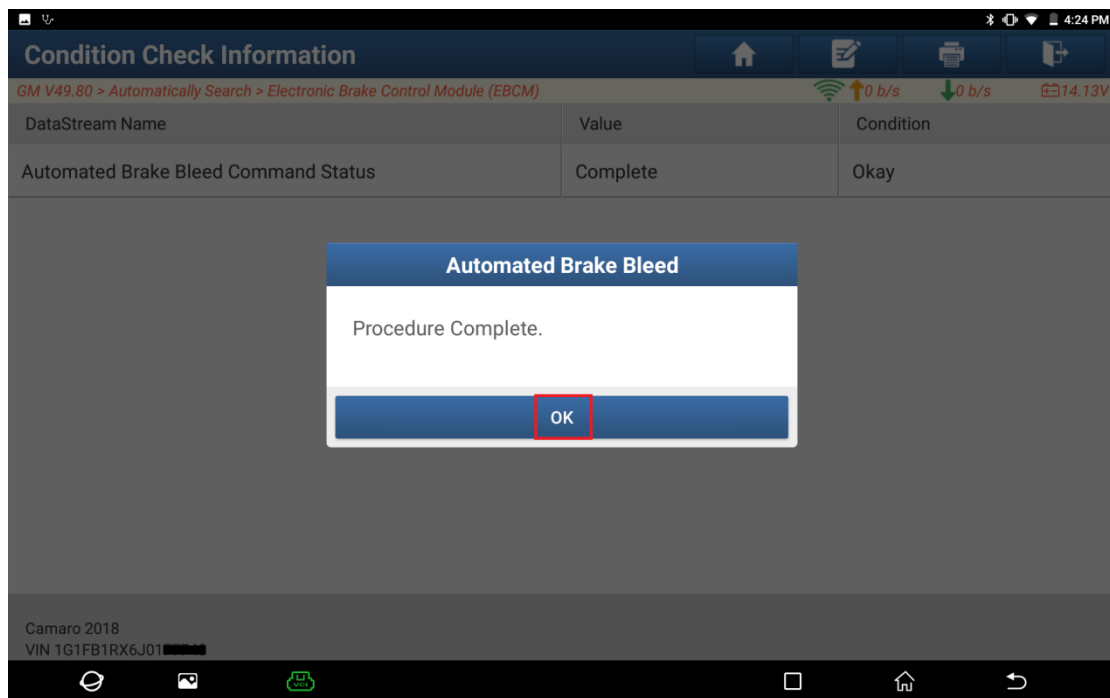 4:24 PM
Condition Check Information
GM V49.80 > Automatically Search > Electronic Brake Control Module (EBCM)
0 b/s
0 b/s
14.13V
DataStream Name
Value
Condition
Automated Brake Bleed Command Status
Complete
Okay
Automated Brake Bleed
Procedure Complete.
OK
Camaro 2018
VIN 1G1FB1RX6J01
VCI